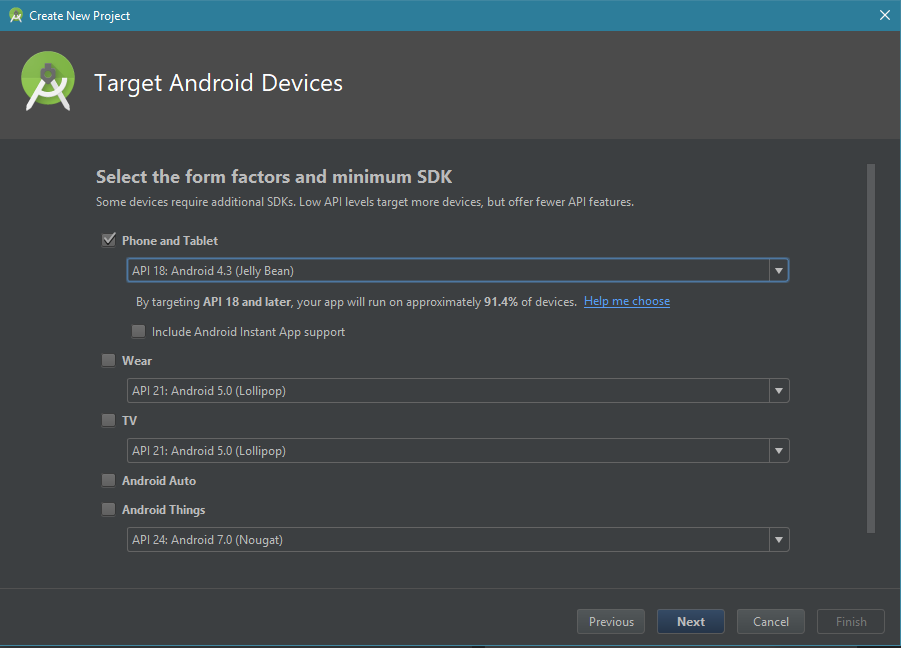 Create New Project
Target Android Devices
Select the form factors and minimum SDK
Some devices require additional SDKs. Low API levels target more devices, but offer fewer API features.
Phone and Tablet
API 18: Android 4.3 (Jelly Bean)
By targeting API 18 and later, your app will run on approximately 91.4% of devices. Help me choose
Include Android Instant App support
Wear
API 21: Android 5.0 (Lollipop)
TV
API 21: Android 5.0 (Lollipop)
Android Auto
Android Things
API 24: Android 7.0 (Nougat)
Previous Next Cancel Finish